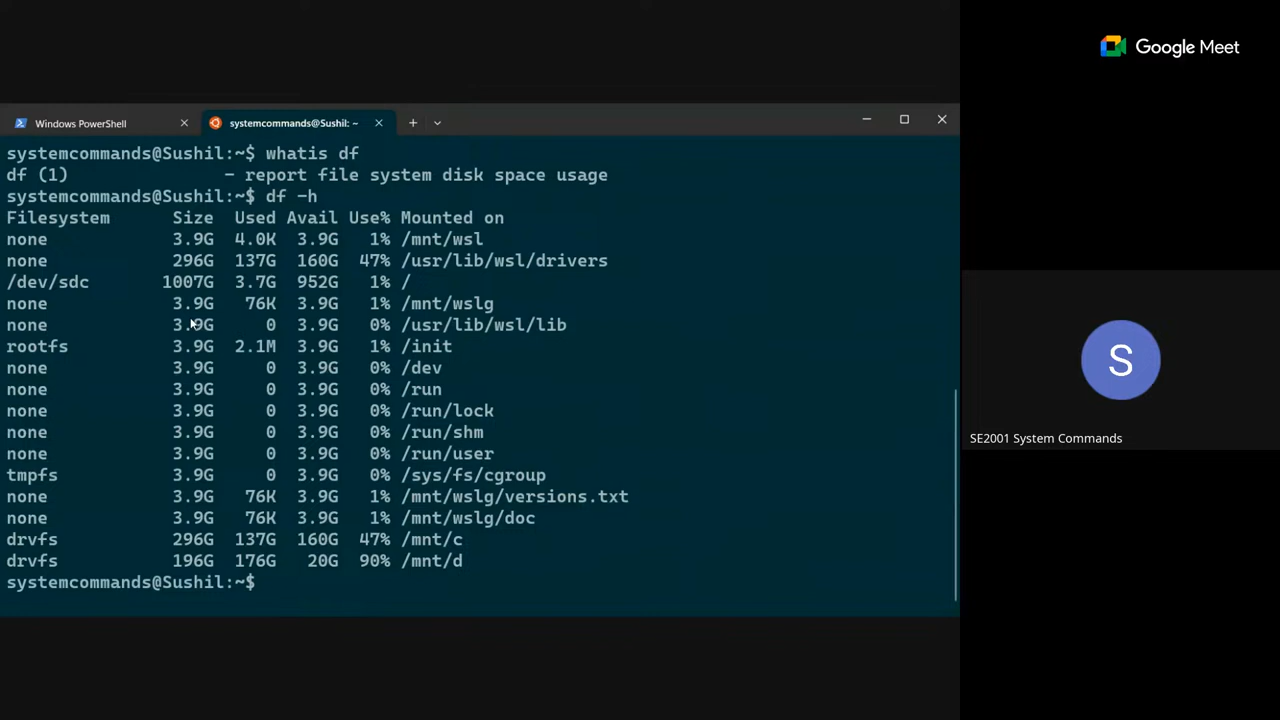 Google Meet
Windows PowerShell
systemcommands@Sushil: ~
systemcommands@Sushil:~$ whatis df
df (1)               - report file system disk space usage
systemcommands@Sushil:~$ df -h
Filesystem      Size  Used Avail Use% Mounted on
none            3.9G  4.0K  3.9G   1% /mnt/wsl
none            296G  137G  160G  47% /usr/lib/wsl/drivers
/dev/sdc       1007G  3.7G  952G   1% /
none            3.9G   76K  3.9G   1% /mnt/wslg
none            3.9G     0  3.9G   0% /usr/lib/wsl/lib
rootfs          3.9G  2.1M  3.9G   1% /init
none            3.9G     0  3.9G   0% /dev
none            3.9G     0  3.9G   0% /run
none            3.9G     0  3.9G   0% /run/lock
none            3.9G     0  3.9G   0% /run/shm
none            3.9G     0  3.9G   0% /run/user
tmpfs           3.9G     0  3.9G   0% /sys/fs/cgroup
none            3.9G   76K  3.9G   1% /mnt/wslg/versions.txt
none            3.9G   76K  3.9G   1% /mnt/wslg/doc
drvfs           296G  137G  160G  47% /mnt/c
drvfs           196G  176G   20G  90% /mnt/d
systemcommands@Sushil:~$
S
SE2001 System Commands